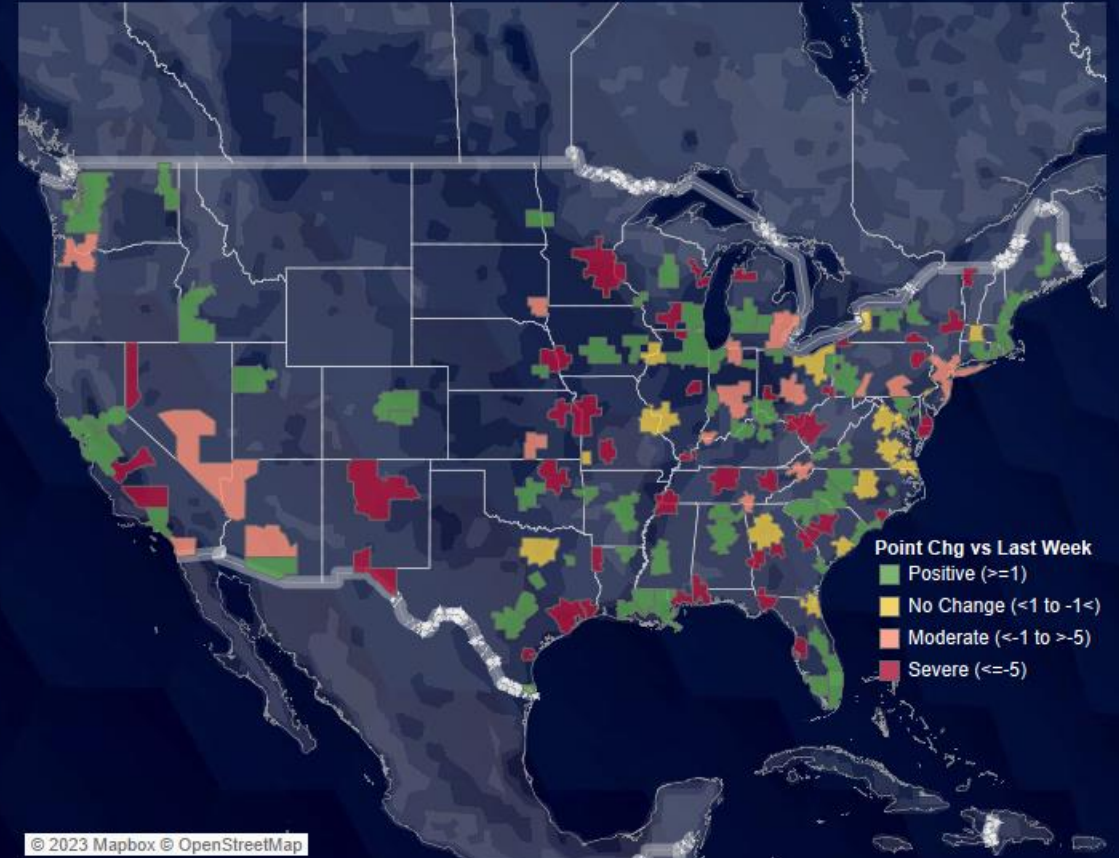 Point Chg vs Last Week
Positive (>=1)
No Change (<1 to -1<)
Moderate (<-1 to >-5)
Severe (<=-5)
© 2023 Mapbox © OpenStreetMap